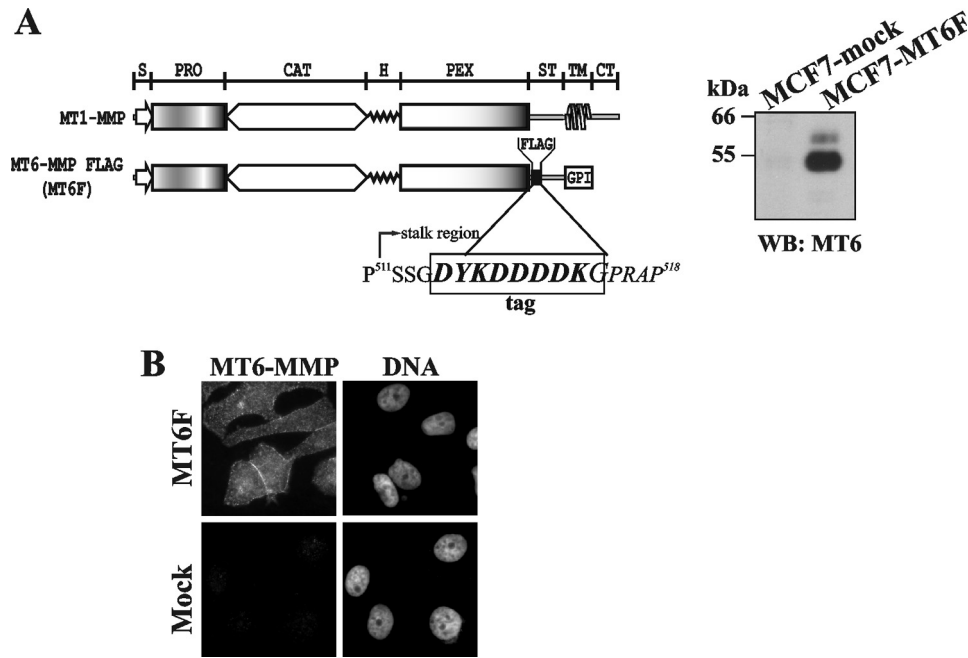 A
S PRO CAT H PEX ST TM CT
MT1-MMP
FLAG
MT6-MMP FLAG
(MT6F)
GPI
stalk region
P511SSGDYKDDDDKGPRAP518
tag
MCF7-mock
MCF7-MT6F
kDa
66
55
WB: MT6
B
MT6-MMP DNA
MT6F
Mock